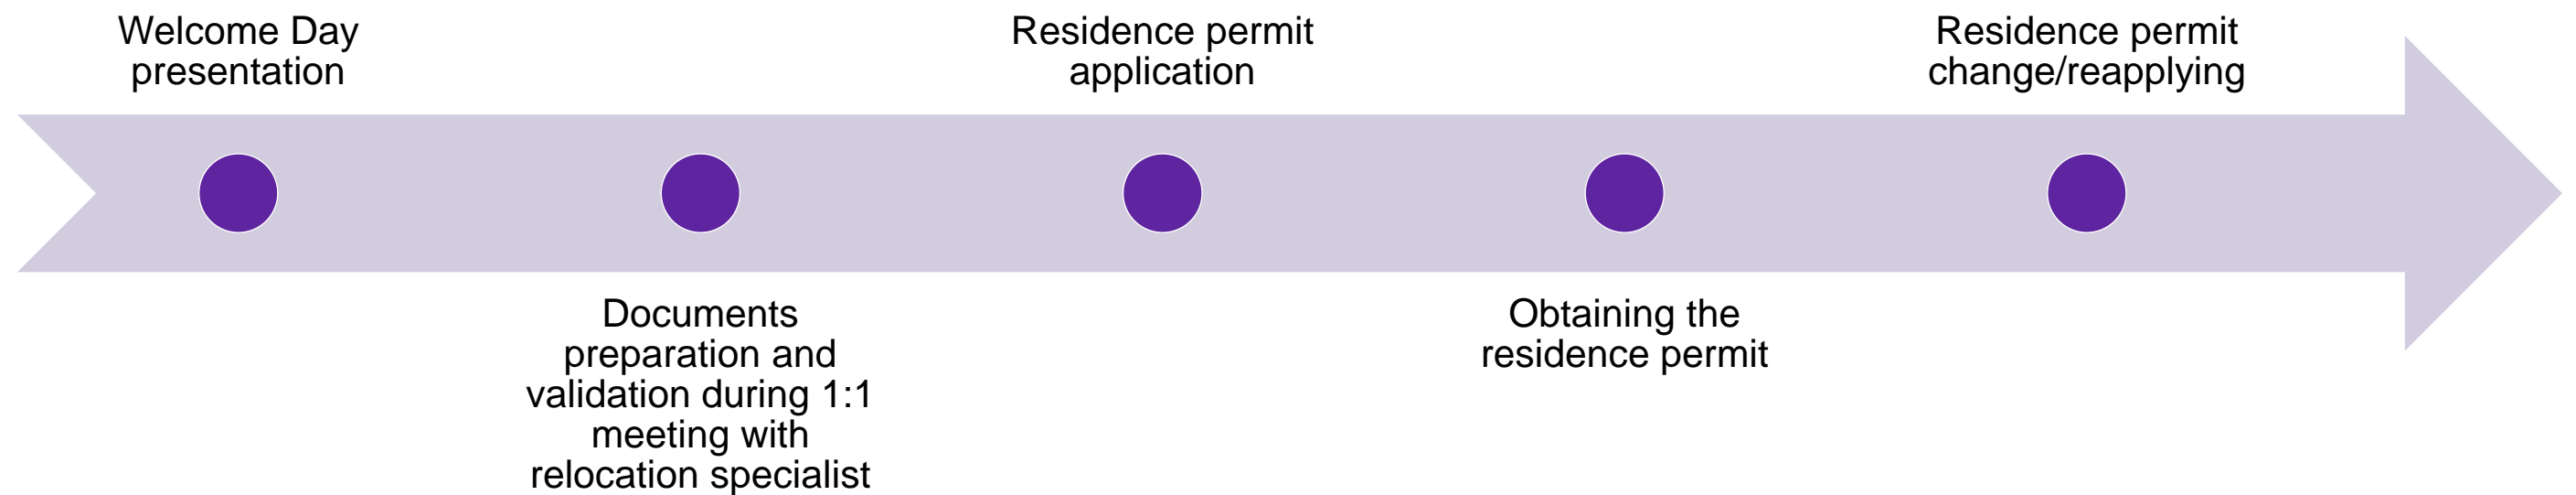 Welcome Day
presentation
Documents
preparation and
validation during 1:1
meeting with
relocation specialist
Residence permit
application
Obtaining the
residence permit
Residence permit
change/reapplying